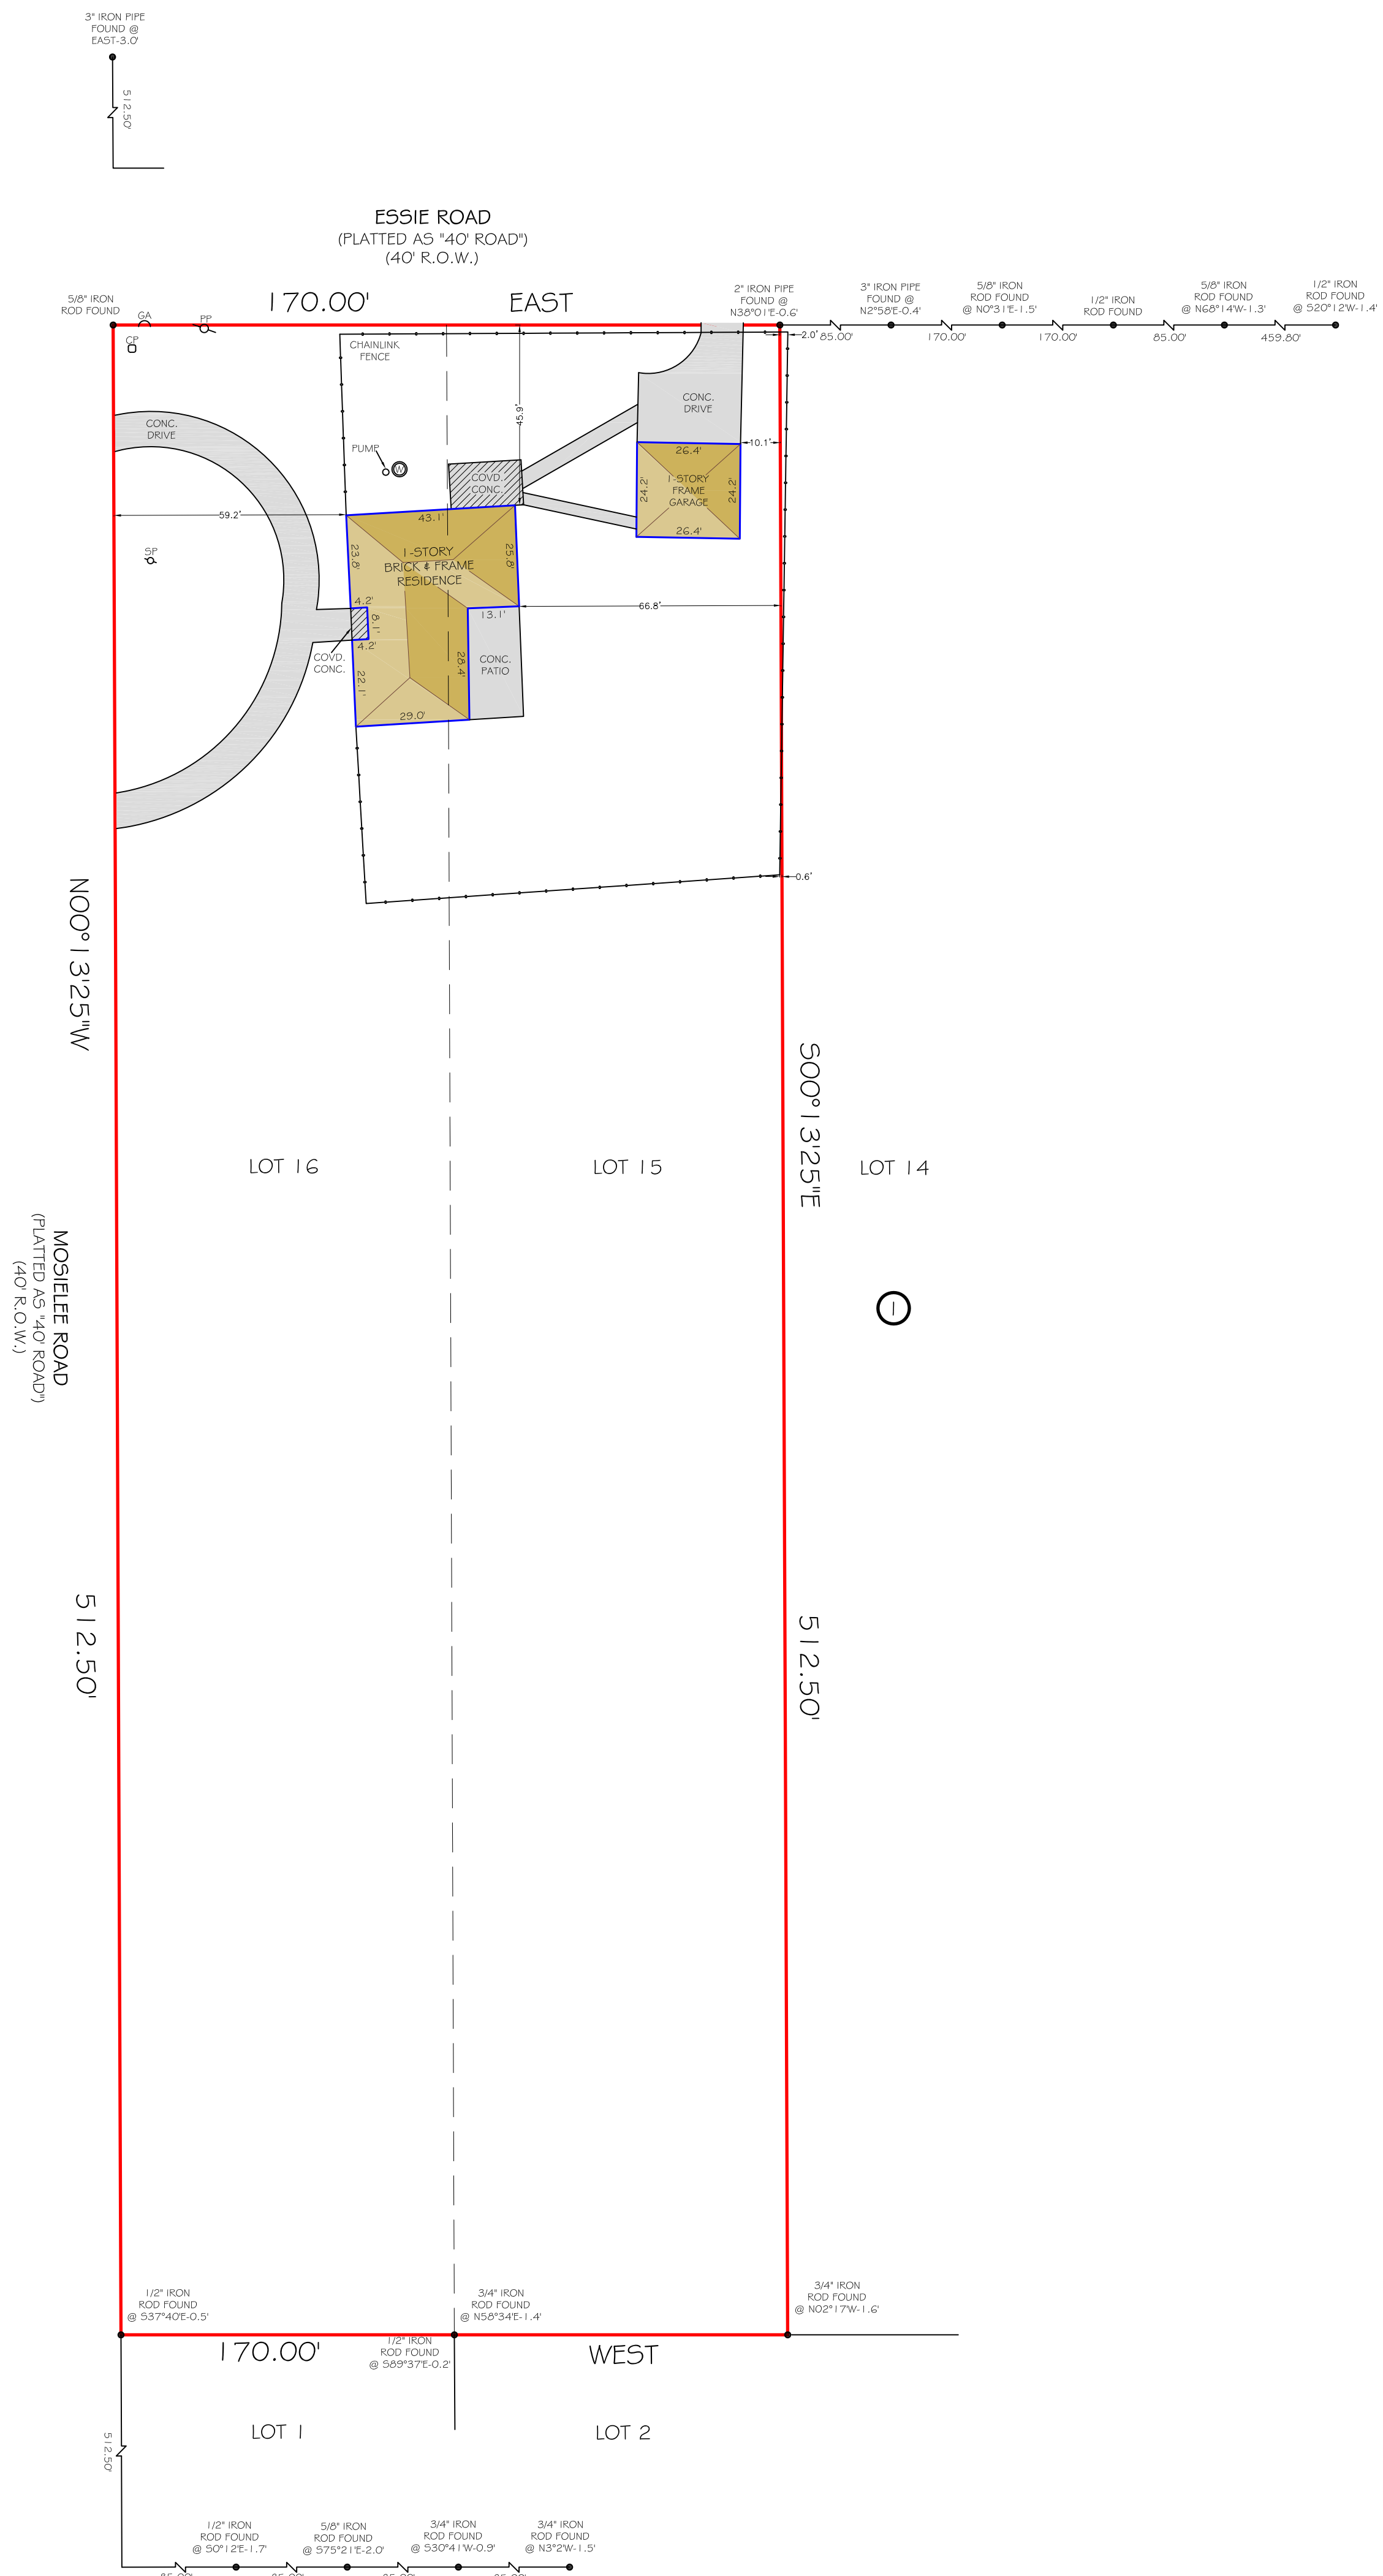 3" IRON PIPE
FOUND @
EAST-3.0'
512.50'
ESSIE ROAD
(PLATTED AS "40' ROAD")
(40' R.O.W.)
170.00'
EAST
5/8" IRON
ROD FOUND
GA
PP
CP
2" IRON PIPE
FOUND @
N38°01'E-0.6'
3" IRON PIPE
FOUND @
N2°58'E-0.4'
5/8" IRON
ROD FOUND
@ N0°31'E-1.5'
1/2" IRON
ROD FOUND
5/8" IRON
ROD FOUND
@ N68°14'W-1.3'
1/2" IRON
ROD FOUND
@ S20°12'W-1.4'
2.0'
85.00'
170.00'
170.00'
85.00'
459.80'
CHAINLINK
FENCE
45.9'
CONC.
DRIVE
CONC.
DRIVE
PUMP
W
COVD.
CONC.
10.1'
26.4'
24.2'
1-STORY
FRAME
GARAGE
24.2'
26.4'
59.2'
43.1'
SP
23.8'
1-STORY
BRICK & FRAME
RESIDENCE
25.8'
4.2'
8.1'
4.2'
13.1'
66.8'
COVD.
CONC.
22.1'
28.4'
CONC.
PATIO
29.0'
0.6'
N00°13'25"W
S00°13'25"E
LOT 16
LOT 15
LOT 14
1
MOSIELEE ROAD
(PLATTED AS "40' ROAD")
(40' R.O.W.)
512.50'
512.50'
1/2" IRON
ROD FOUND
@ S37°40'E-0.5'
3/4" IRON
ROD FOUND
@ N58°34'E-1.4'
3/4" IRON
ROD FOUND
@ N02°17'W-1.6'
170.00'
1/2" IRON
ROD FOUND
@ S89°37'E-0.2'
WEST
LOT 1
LOT 2
512.50'
1/2" IRON
ROD FOUND
@ S0°12'E-1.7'
5/8" IRON
ROD FOUND
@ S75°21'E-2.0'
3/4" IRON
ROD FOUND
@ S30°41'W-0.9'
3/4" IRON
ROD FOUND
@ N3°2'W-1.5'